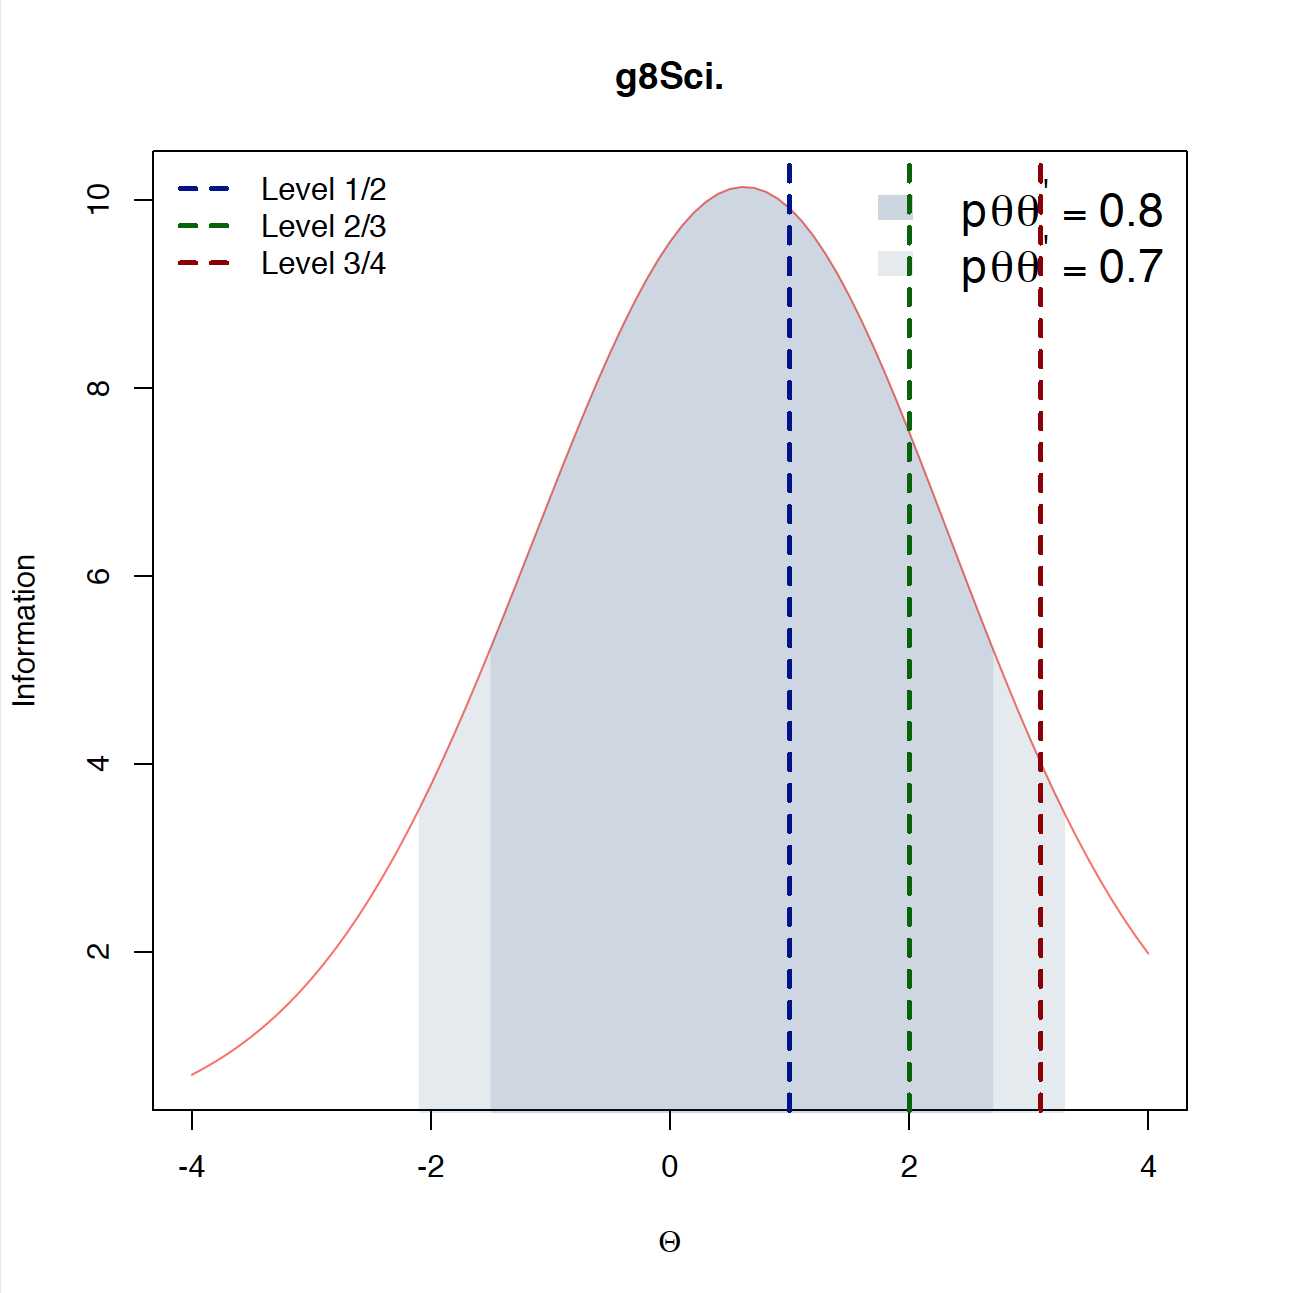 g8Sci.
Level 1/2
Level 2/3
Level 3/4
pθθ' = 0.8
pθθ' = 0.7
10
8
6
4
2
Information
-4 -2 0 2 4
Θ